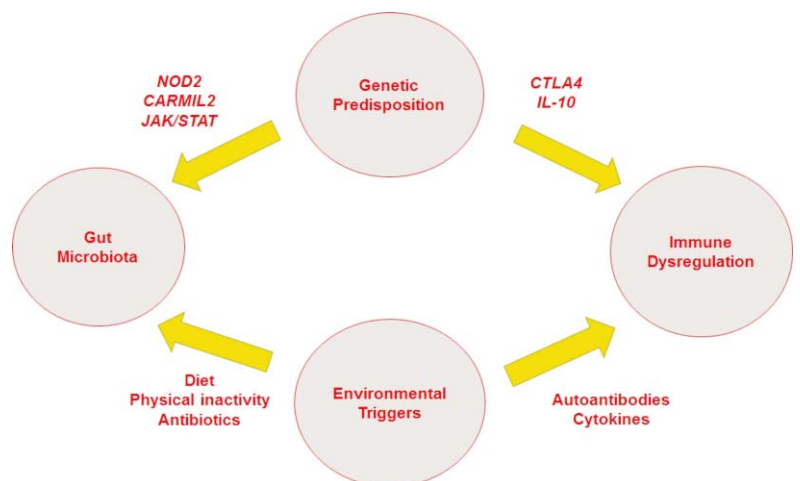 NOD2
CARMIL2
JAK/STAT
Genetic
Predisposition
CTLA4
IL-10
Gut
Microbiota
Immune
Dysregulation
Diet
Physical inactivity
Antibiotics
Environmental
Triggers
Autoantibodies
Cytokines